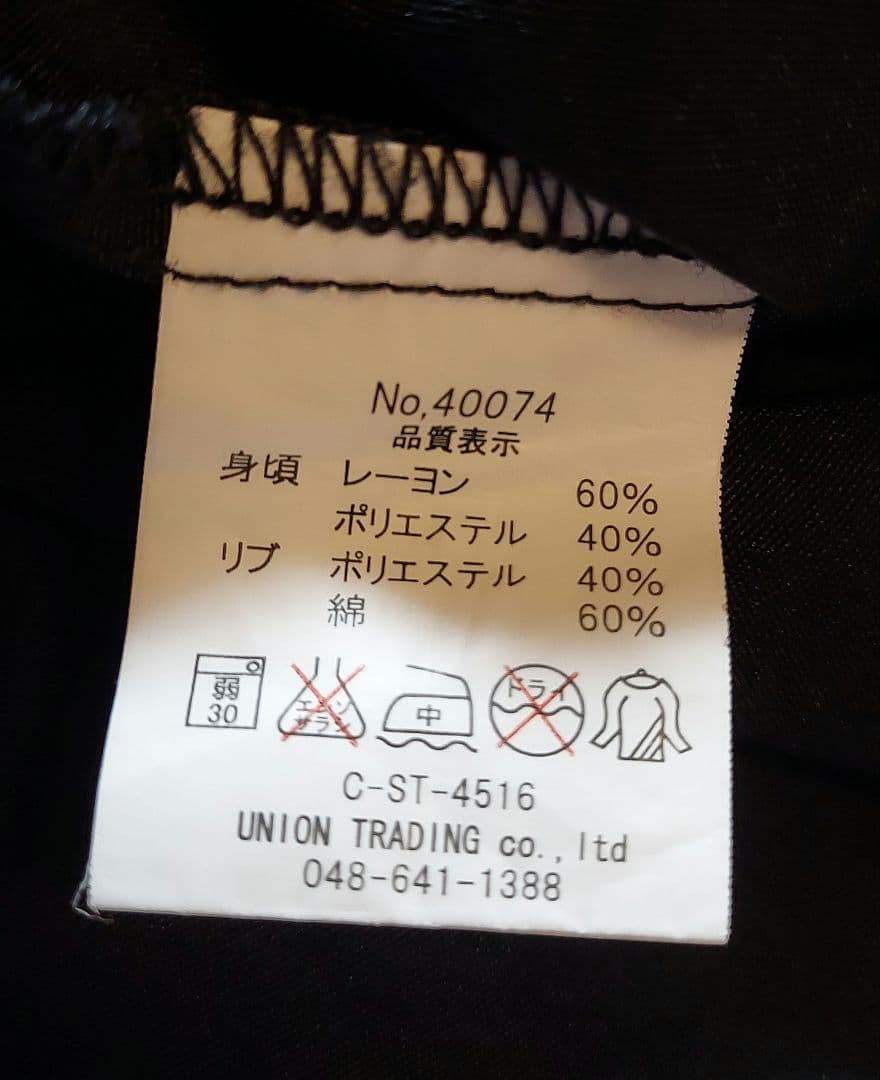 No,40074
品質表示
身頃 レーヨン 60%
ポリエステル 40%
リブ ポリエステル 40%
綿 60%
弱 30
エンソ サラシ
中
ドライ
C-ST-4516
UNION TRADING co.,ltd
048-641-1388